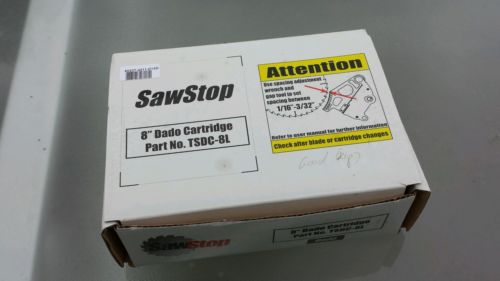 SawStop
8" Dado Cartridge
Part No. TSDC-8L
Attention
Use spacing adjustment
wrench and
gap tool to set
spacing between
1/16"-3/32"
Refer to user manual for further information
Check after blade or cartridge changes
Good
SawStop
8" Dado Cartridge
Part No. TSDC-8L